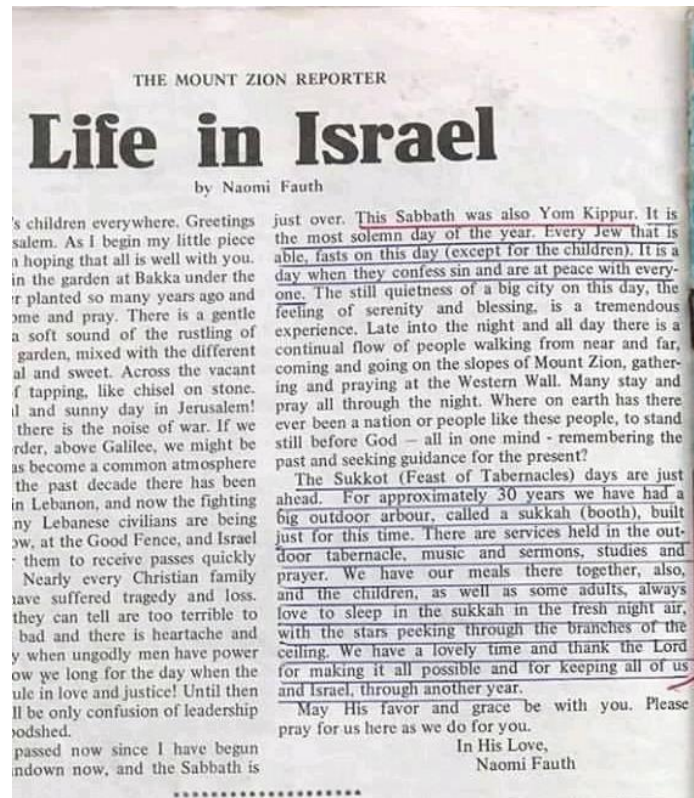 THE MOUNT ZION REPORTER
Life in Israel
by Naomi Fauth
's children everywhere. Greetings
salem. As I begin my little piece
hoping that all is well with you.
in the garden at Bakka under the
r planted so many years ago and
ome and pray. There is a gentle
a soft sound of the rustling of
garden, mixed with the different
al and sweet. Across the vacant
f tapping, like chisel on stone.
l and sunny day in Jerusalem!
there is the noise of war. If we
rder, above Galilee, we might be
as become a common atmosphere
the past decade there has been
in Lebanon, and now the fighting
ny Lebanese civilians are being
ow, at the Good Fence, and Israel
them to receive passes quickly
Nearly every Christian family
have suffered tragedy and loss.
they can tell are too terrible to
bad and there is heartache and
y when ungodly men have power
ow we long for the day when the
ule in love and justice! Until then
ll be only confusion of leadership
oodshed.
passed now since I have begun
ndown now, and the Sabbath is
just over. This Sabbath was also Yom Kippur. It is
the most solemn day of the year. Every Jew that is
able, fasts on this day (except for the children). It is a
day when they confess sin and are at peace with every-
one. The still quietness of a big city on this day, the
feeling of serenity and blessing, is a tremendous
experience. Late into the night and all day there is a
continual flow of people walking from near and far,
coming and going on the slopes of Mount Zion, gather-
ing and praying at the Western Wall. Many stay and
pray all through the night. Where on earth has there
ever been a nation or people like these people, to stand
still before God — all in one mind - remembering the
past and seeking guidance for the present?
The Sukkot (Feast of Tabernacles) days are just
ahead. For approximately 30 years we have had a
big outdoor arbour, called a sukkah (booth), built
just for this time. There are services held in the out-
door tabernacle, music and sermons, studies and
prayer. We have our meals there together, also,
and the children, as well as some adults, always
love to sleep in the sukkah in the fresh night air,
with the stars peeking through the branches of the
ceiling. We have a lovely time and thank the Lord
for making it all possible and for keeping all of us
and Israel, through another year.
May His favor and grace be with you. Please
pray for us here as we do for you.
In His Love,
Naomi Fauth